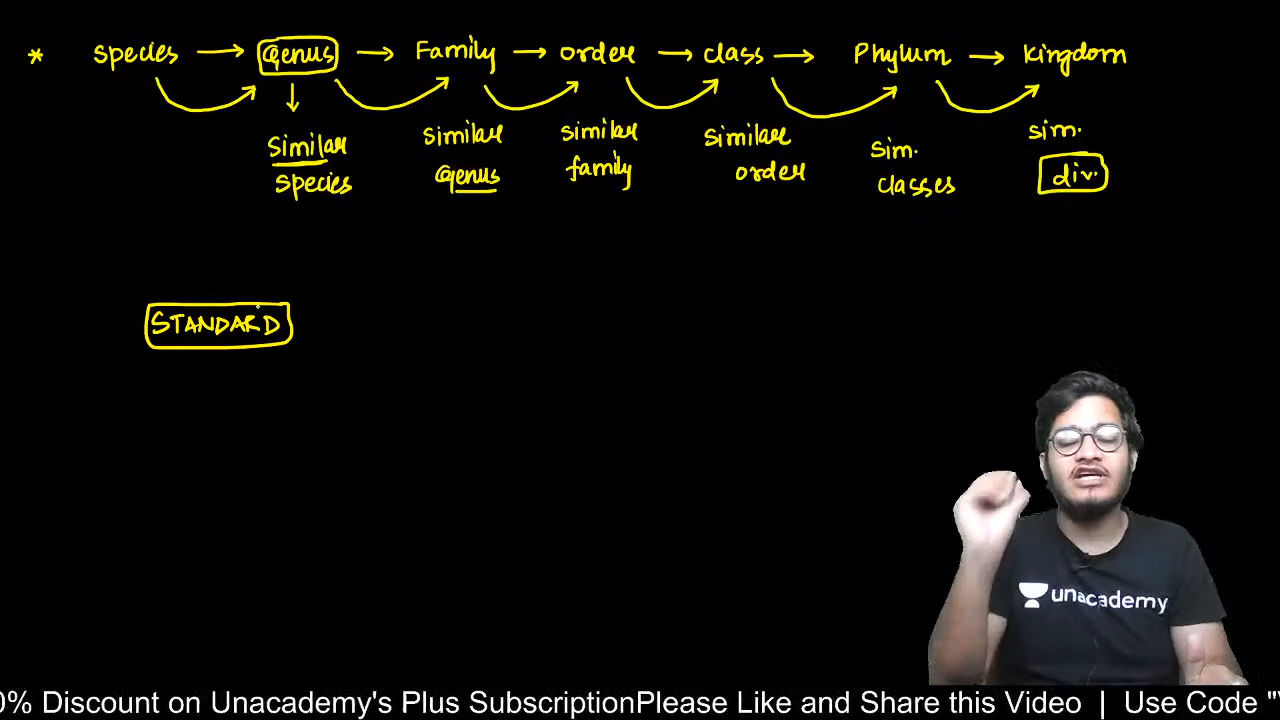 * Species → Genus → Family → order → class → Phylum → Kingdom
Similar species
similar Genus
similar family
similar order
sim. classes
sim. div.
STANDARD
unacademy
0% Discount on Unacademy's Plus SubscriptionPlease Like and Share this Video | Use Code "